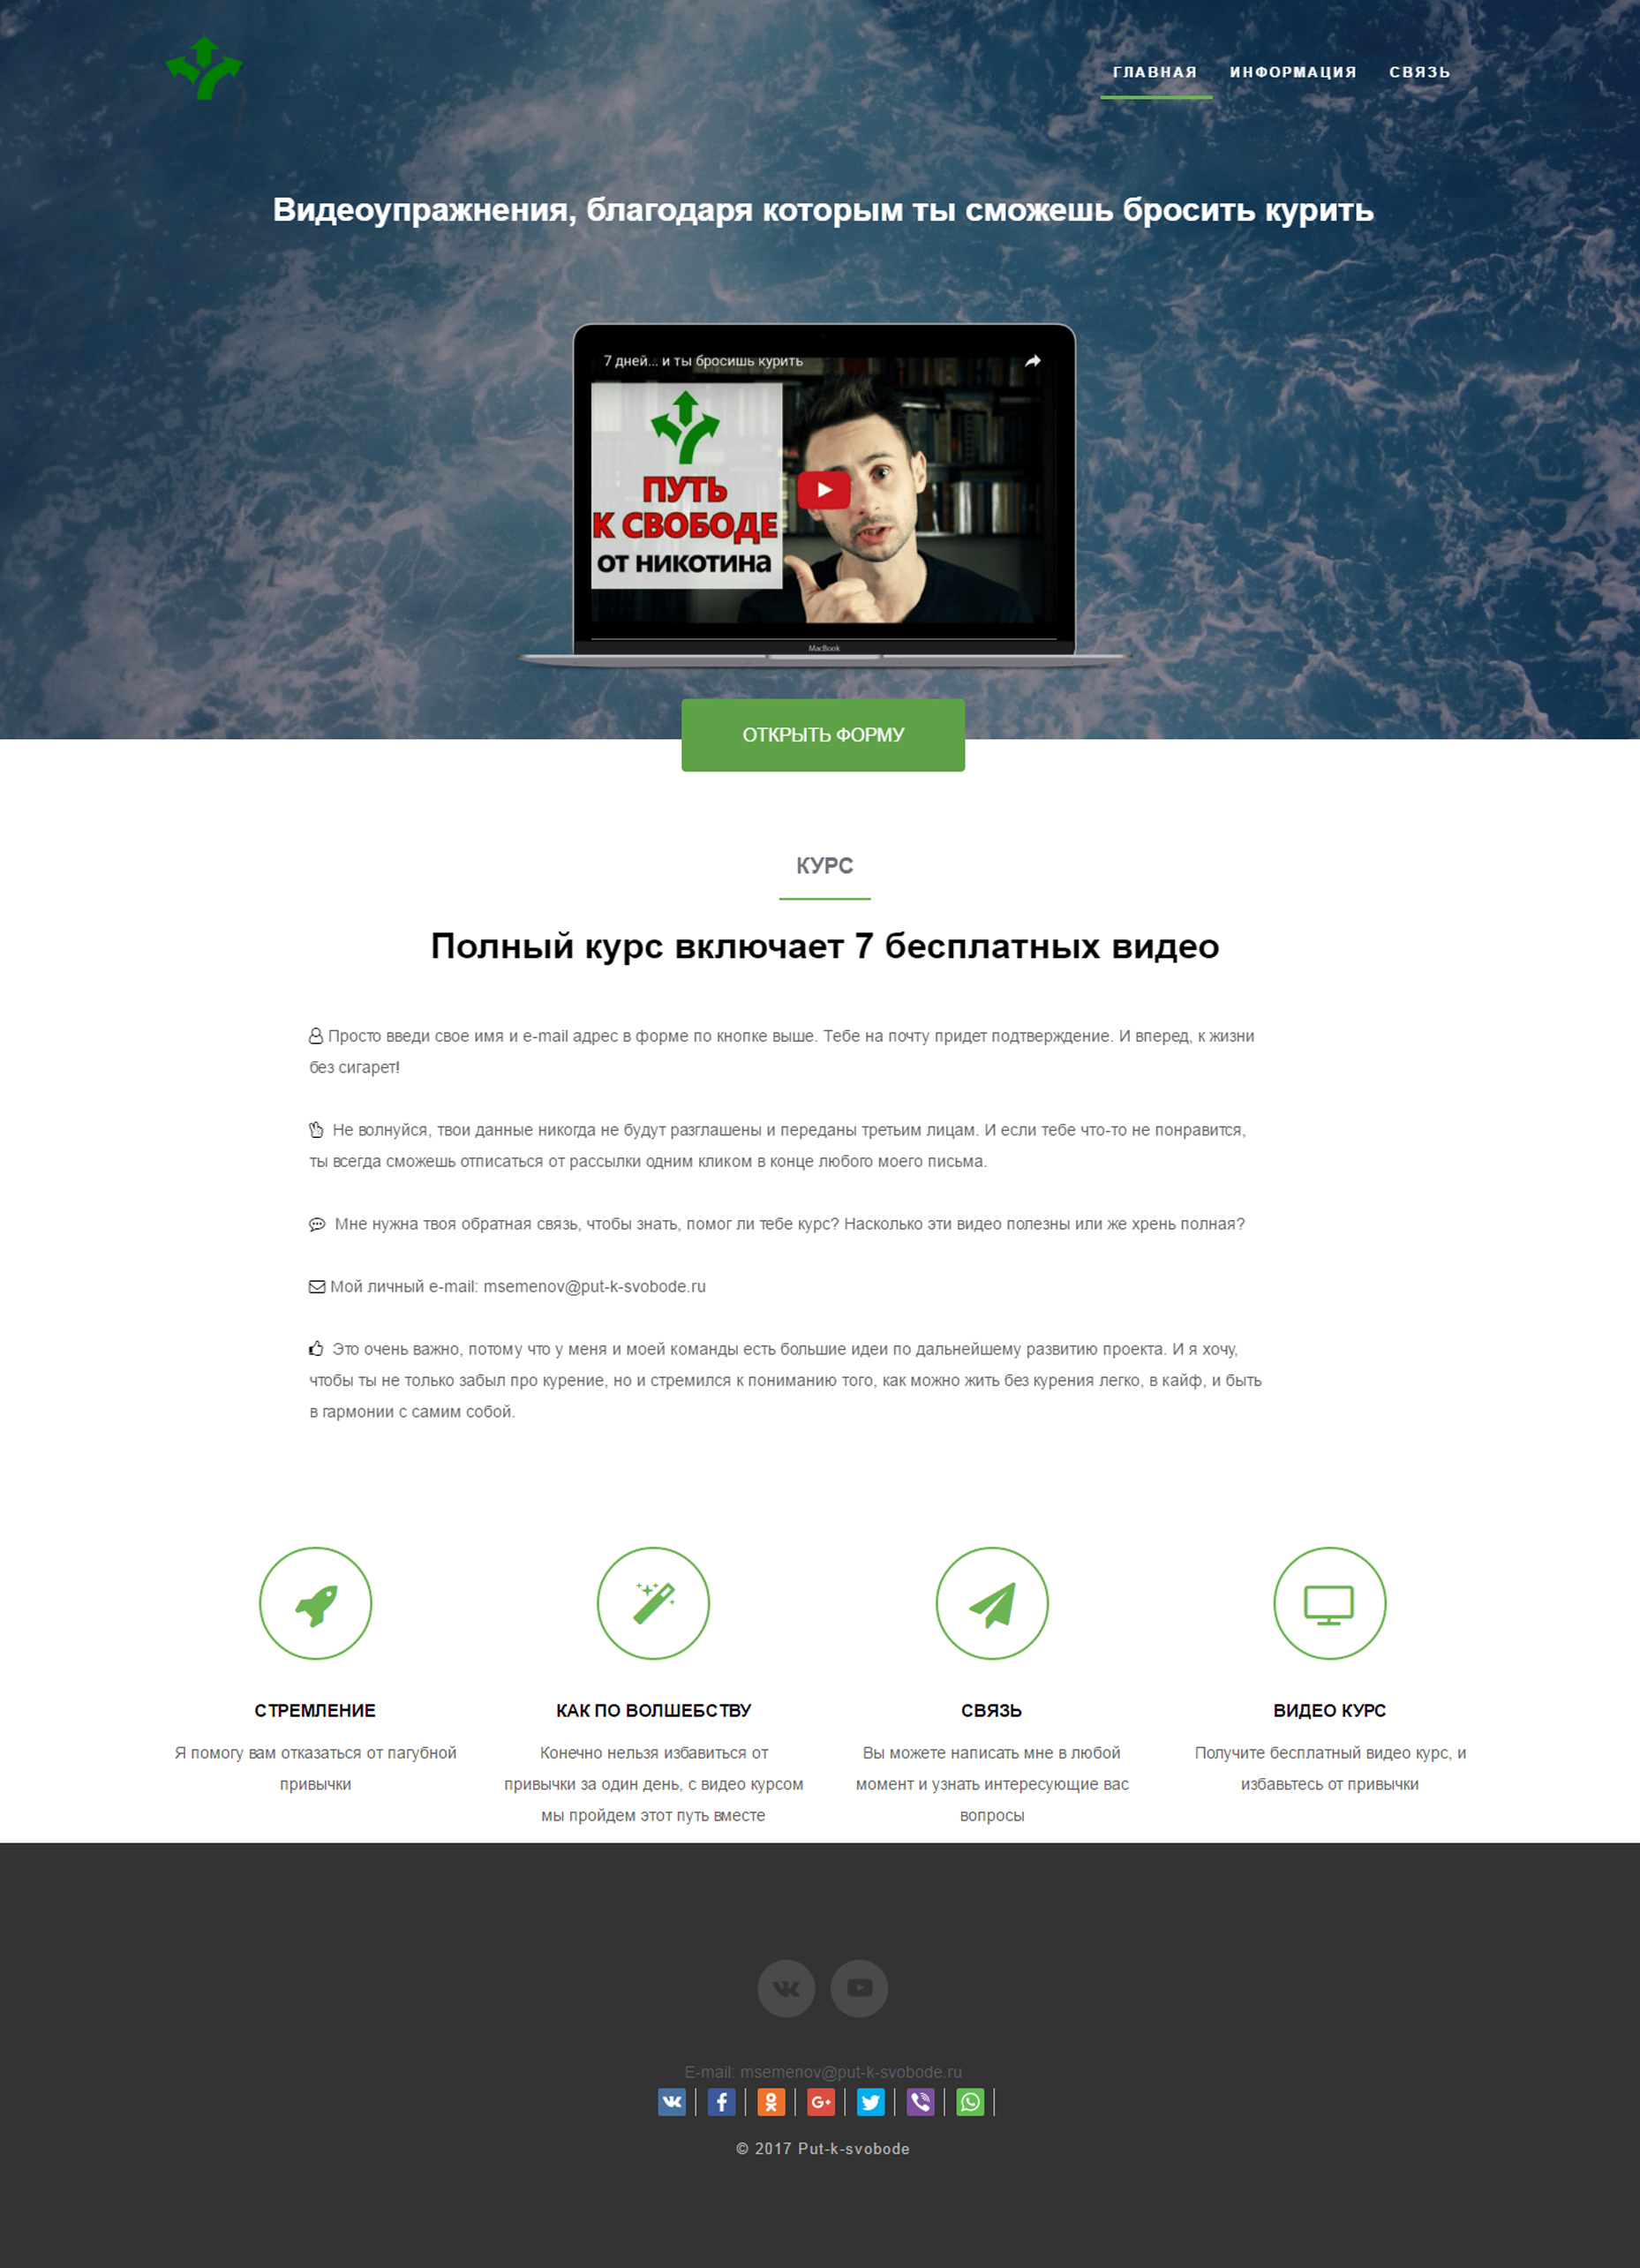 ГЛАВНАЯ ИНФОРМАЦИЯ СВЯЗЬ
Видеоупражнения, благодаря которым ты сможешь бросить курить
7 дней... и ты бросишь курить
ПУТЬ
К СВОБОДЕ
ОТ НИКОТИНА
MacBook
ОТКРЫТЬ ФОРМУ
КУРС
Полный курс включает 7 бесплатных видео
Просто введи свое имя и e-mail адрес в форме по кнопке выше. Тебе на почту придет подтверждение. И вперед, к жизни
без сигарет!
Не волнуйся, твои данные никогда не будут разглашены и переданы третьим лицам. И если тебе что-то не понравится,
ты всегда сможешь отписаться от рассылки одним кликом в конце любого моего письма.
Мне нужна твоя обратная связь, чтобы знать, помог ли тебе курс? Насколько эти видео полезны или же хрень полная?
Мой личный e-mail: msemenov@put-k-svobode.ru
Это очень важно, потому что у меня и моей команды есть большие идеи по дальнейшему развитию проекта. И я хочу,
чтобы ты не только забыл про курение, но и стремился к пониманию того, как можно жить без курения легко, в кайф, и быть
в гармонии с самим собой.
СТРЕМЛЕНИЕ
Я помогу вам отказаться от пагубной
привычки
КАК ПО ВОЛШЕБСТВУ
Конечно нельзя избавиться от
привычки за один день, с видео курсом
мы пройдем этот путь вместе
СВЯЗЬ
Вы можете написать мне в любой
момент и узнать интересующие вас
вопросы
ВИДЕО КУРС
Получите бесплатный видео курс, и
избавьтесь от привычки
E-mail: msemenov@put-k-svobode.ru
© 2017 Put-k-svobode